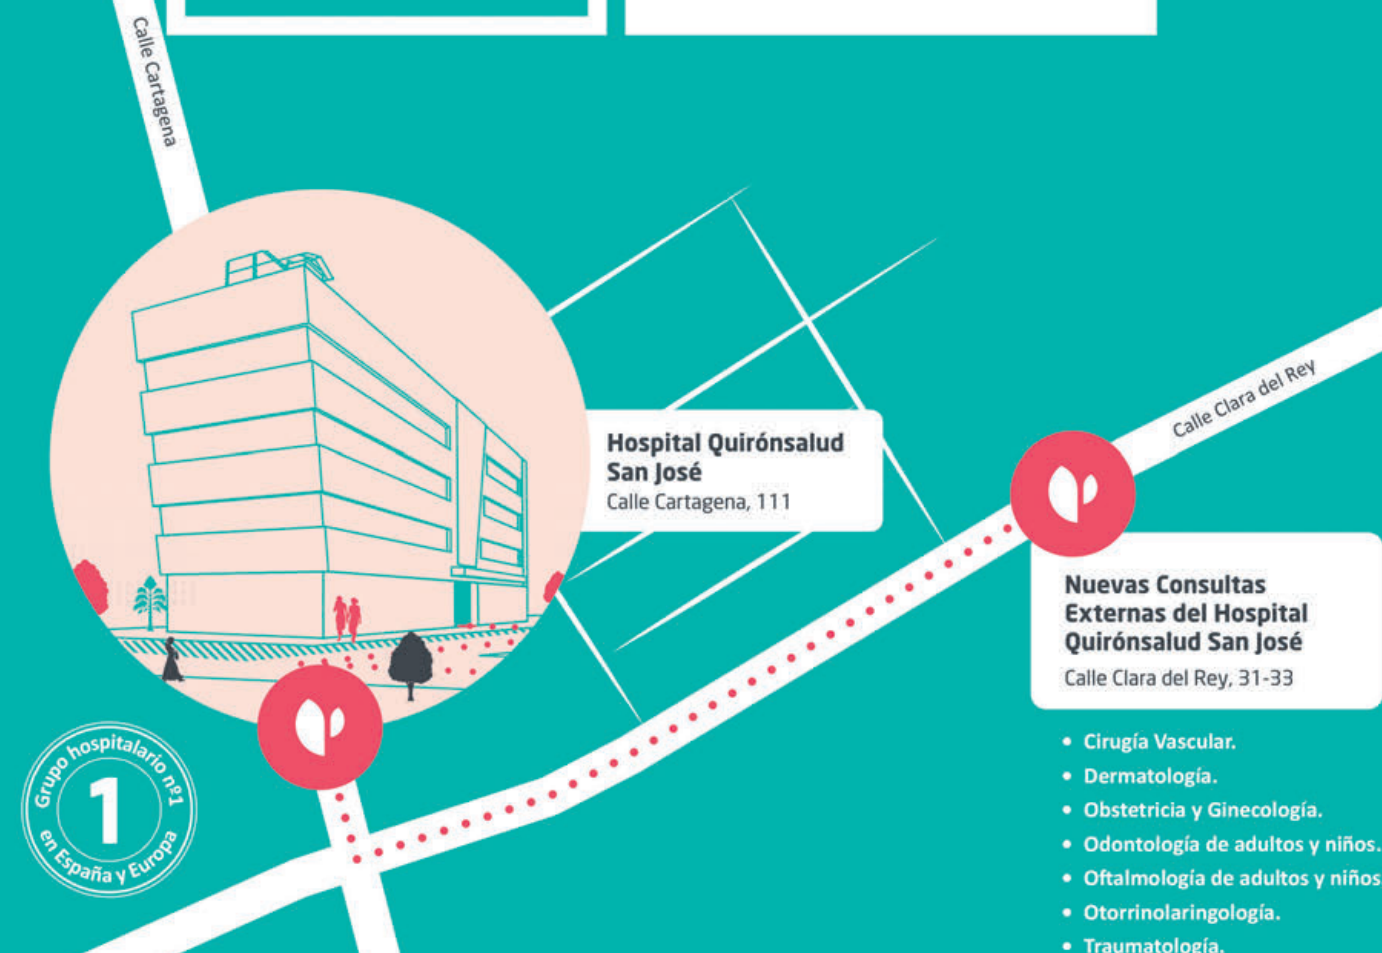 Calle Cartagena
Hospital Quirónsalud
San José
Calle Cartagena, 111
Calle Clara del Rey
Nuevas Consultas
Externas del Hospital
Quirónsalud San José
Calle Clara del Rey, 31-33
• Cirugía Vascular.
• Dermatología.
• Obstetricia y Ginecología.
• Odontología de adultos y niños.
• Oftalmología de adultos y niños
• Otorrinolaringología.
• Traumatología.
Grupo hospitalario nº1
1
en España y Europa